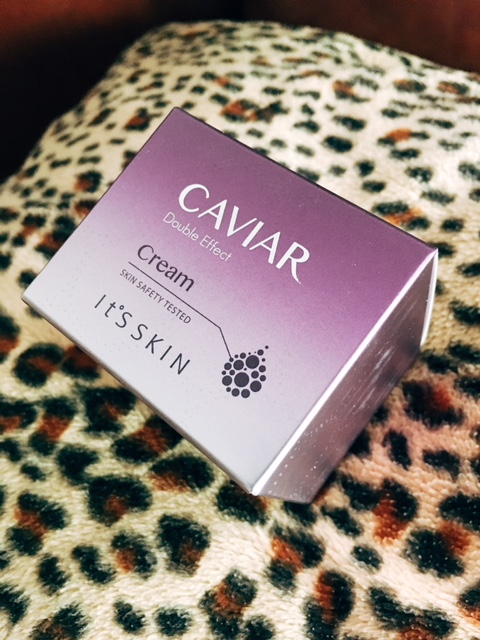 CAVIAR
Double Effect
Cream
SKIN SAFETY TESTED
It'S SKIN